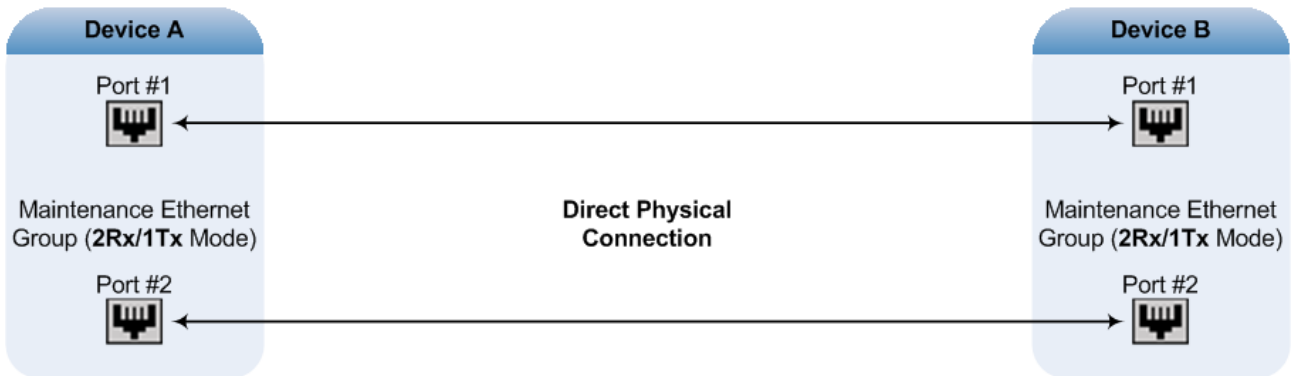 Device A
Port #1
Maintenance Ethernet
Group (2Rx/1Tx Mode)
Port #2
Direct Physical
Connection
Device B
Port #1
Maintenance Ethernet
Group (2Rx/1Tx Mode)
Port #2